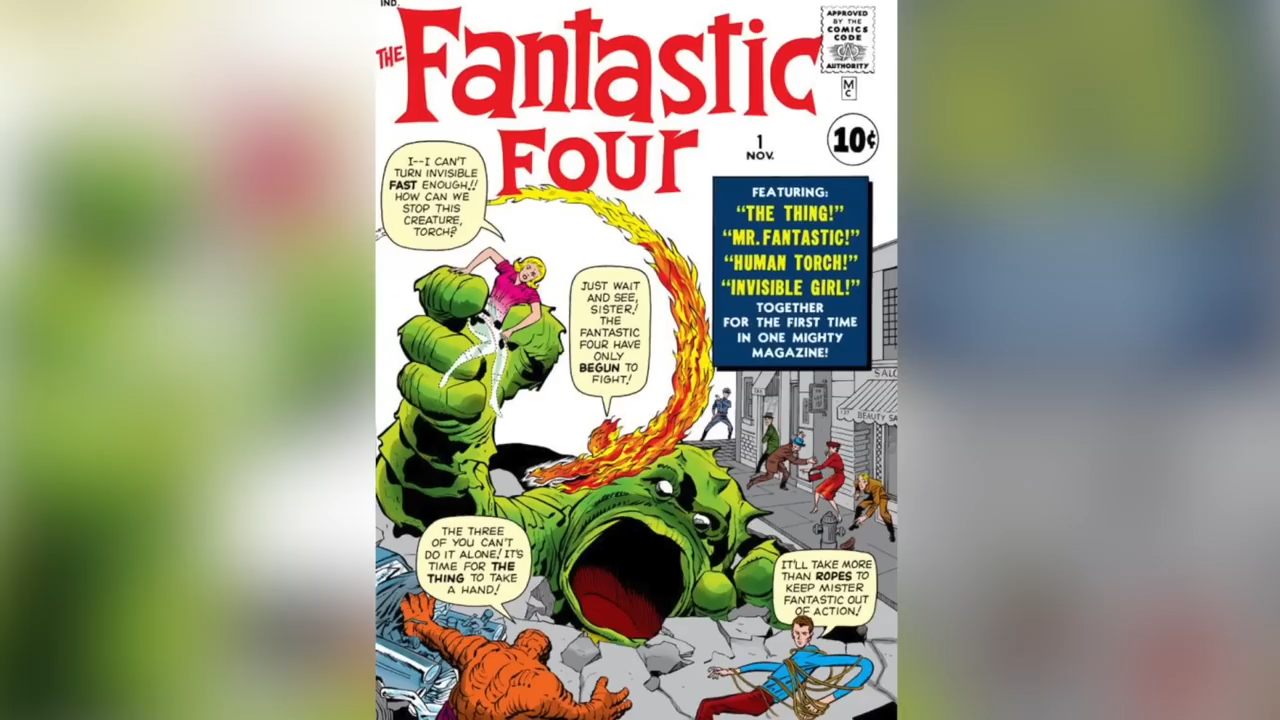 IND.
THE
Fantastic
Four
APPROVED
BY THE
COMICS
CODE
AUTHORITY
M
C
1
NOV.
10¢
I--I CAN'T
TURN INVISIBLE
FAST ENOUGH!!
HOW CAN WE
STOP THIS
CREATURE,
TORCH?
FEATURING:
"THE THING!"
"MR. FANTASTIC!"
"HUMAN TORCH!"
"INVISIBLE GIRL!"
TOGETHER
FOR THE FIRST TIME
IN ONE MIGHTY
MAGAZINE!
JUST WAIT
AND SEE,
SISTER!
THE
FANTASTIC
FOUR HAVE
ONLY
BEGUN TO
FIGHT!
BEAUTY SA
THE THREE
OF YOU CAN'T
DO IT ALONE! IT'S
TIME FOR THE
THING TO TAKE
A HAND!
IT'LL TAKE MORE
THAN ROPES TO
KEEP MISTER
FANTASTIC OUT
OF ACTION!